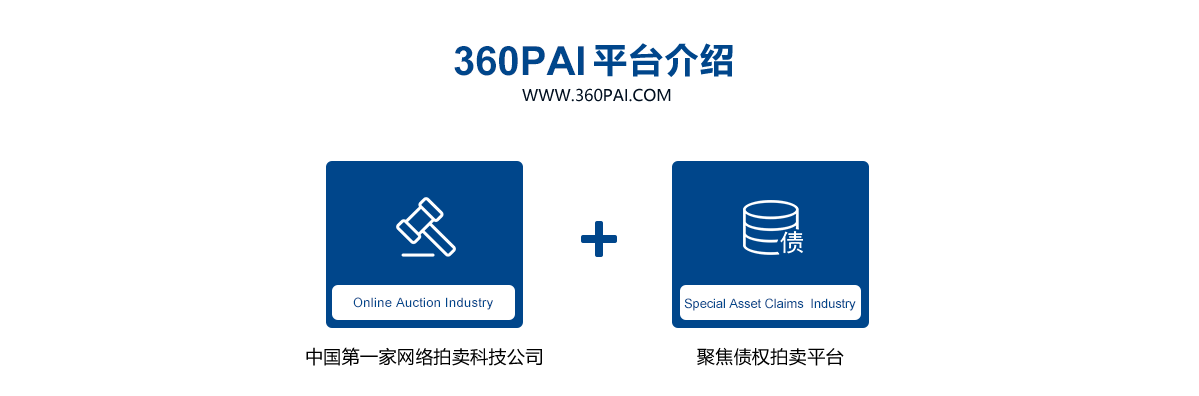 360PAI 平台介绍
WWW.360PAI.COM
债
Online Auction Industry
Special Asset Claims Industry
中国第一家网络拍卖科技公司
聚焦债权拍卖平台